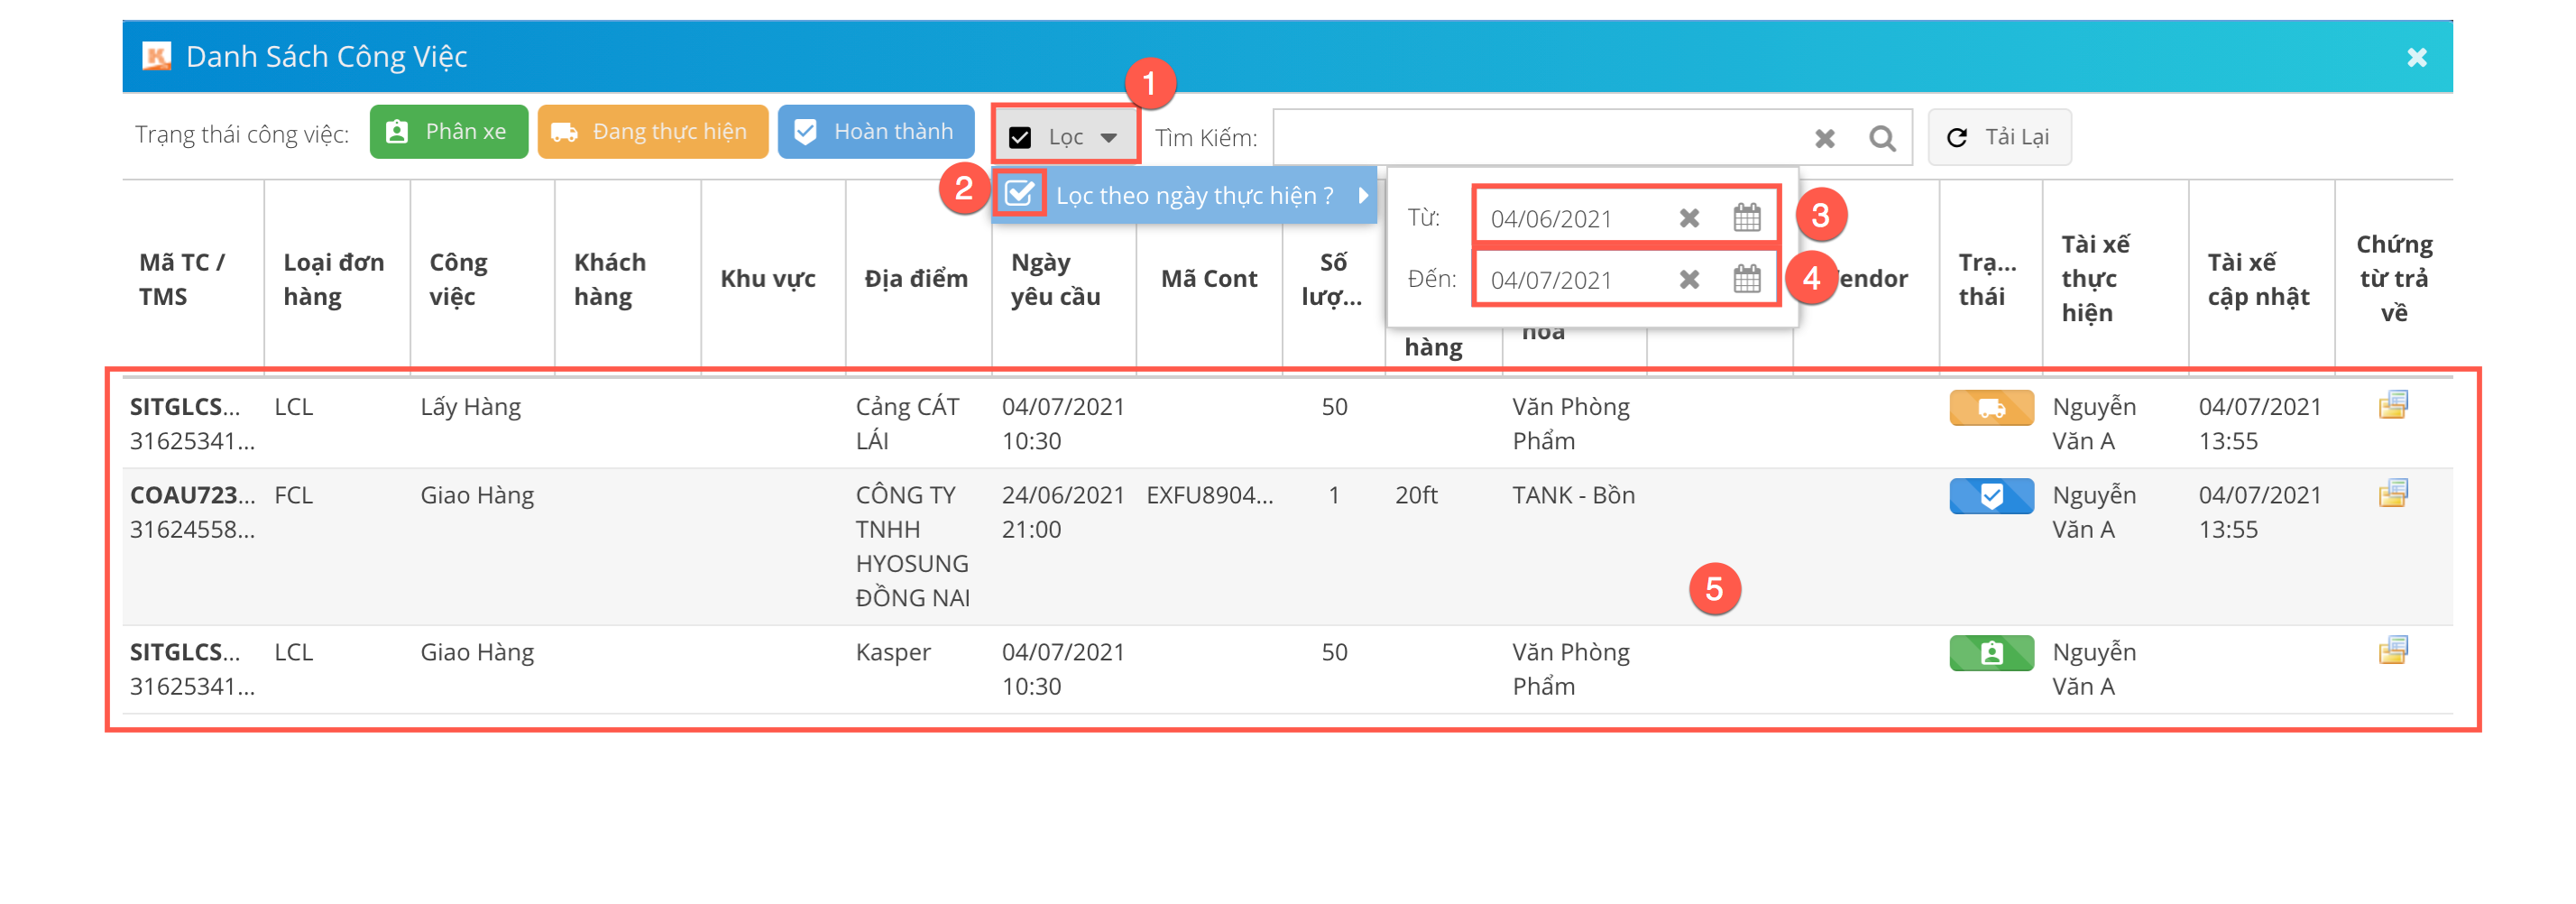 Danh Sách Công Việc
1
Trạng thái công việc: Phân xe Đang thực hiện Hoàn thành Lọc Tìm Kiếm: Tải Lại
2 Lọc theo ngày thực hiện ?
Từ: 04/06/2021 3
Đến: 04/07/2021 4
Mã TC /
TMS
Loại đơn
hàng
Công
việc
Khách
hàng
Khu vực
Địa điểm
Ngày
yêu cầu
Mã Cont
Số
lượ...
hàng
hóa
endor
Trạ...
thái
Tài xế
thực
hiện
Tài xế
cập nhật
Chứng
từ trả
về
SITGLCS... LCL Lấy Hàng Cảng CÁT 04/07/2021 50 Văn Phòng Nguyễn 04/07/2021
31625341... LÁI 10:30 Phẩm Văn A 13:55
COAU723... FCL Giao Hàng CÔNG TY 24/06/2021 EXFU8904... 1 20ft TANK - Bồn Nguyễn 04/07/2021
31624558... TNHH 21:00 Văn A 13:55
HYOSUNG
ĐỒNG NAI
5
SITGLCS... LCL Giao Hàng Kasper 04/07/2021 50 Văn Phòng Nguyễn
31625341... 10:30 Phẩm Văn A